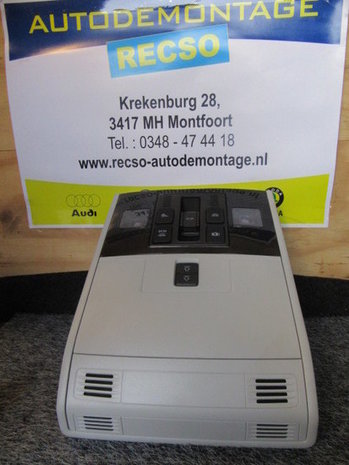 AUTODEMONTAGE
RECSO
Krekenburg 28,
3417 MH Montfoort
Tel. : 0348 - 47 44 18
www.recso-autodemontage.nl
Audi